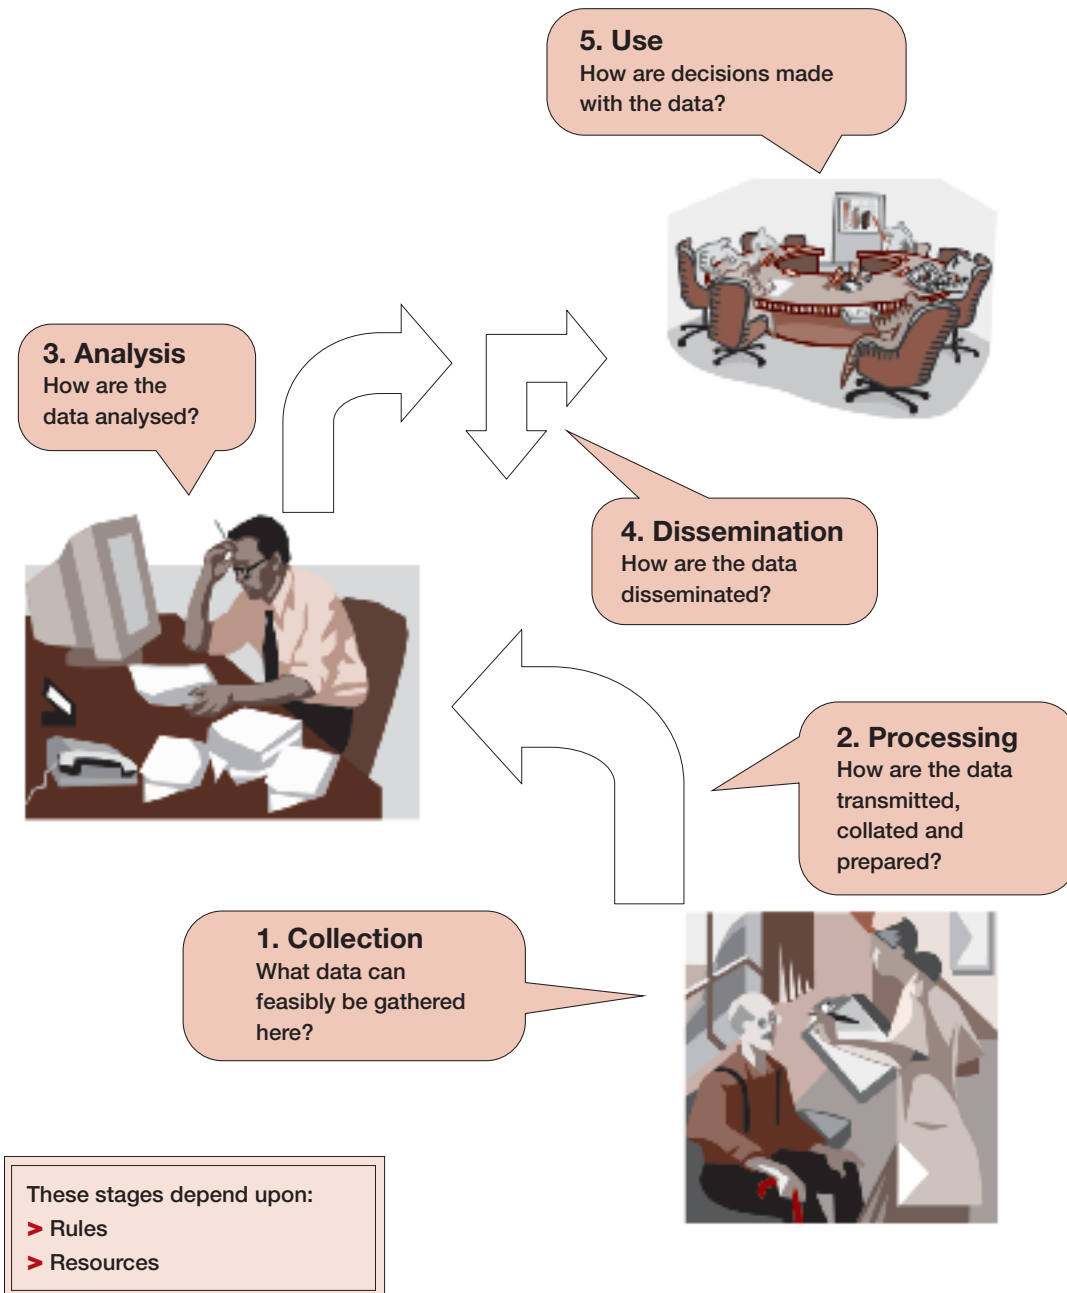 5. Use
How are decisions made
with the data?
3. Analysis
How are the
data analysed?
4. Dissemination
How are the data
disseminated?
2. Processing
How are the data
transmitted,
collated and
prepared?
1. Collection
What data can
feasibly be gathered
here?
These stages depend upon:
> Rules
> Resources